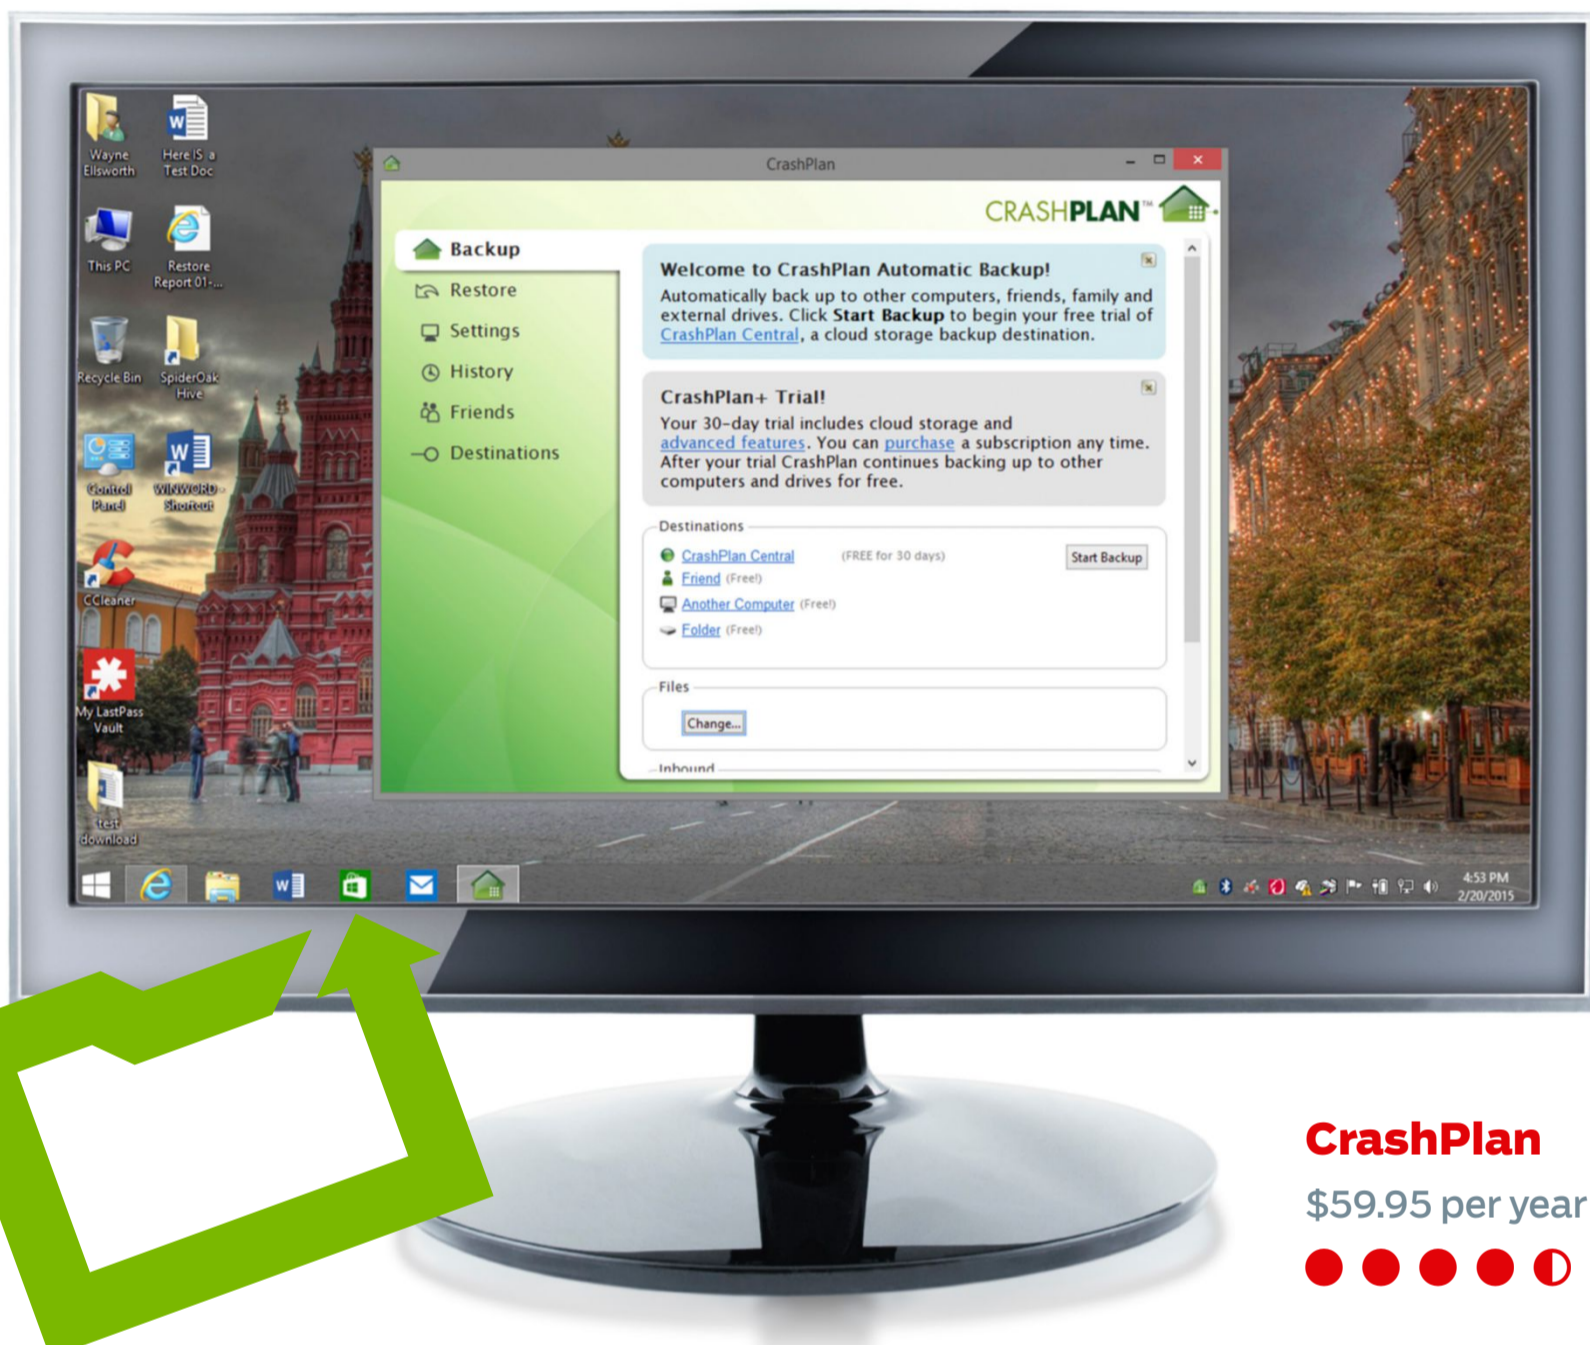 Wayne
Ellsworth
Here IS a
Test Doc
This PC
Restore
Report 01-...
Recycle Bin
SpiderOak
Hive
Control
Panel
WINWORD -
Shortcut
CCleaner
My LastPass
Vault
test
download
CrashPlan
CRASHPLAN™
Backup
Restore
Settings
History
Friends
Destinations
Welcome to CrashPlan Automatic Backup!
Automatically back up to other computers, friends, family and
external drives. Click Start Backup to begin your free trial of
CrashPlan Central, a cloud storage backup destination.
CrashPlan+ Trial!
Your 30-day trial includes cloud storage and
advanced features. You can purchase a subscription any time.
After your trial CrashPlan continues backing up to other
computers and drives for free.
Destinations
CrashPlan Central (FREE for 30 days) Start Backup
Friend (Free!)
Another Computer (Free!)
Folder (Free!)
Files
Change...
Inbound
4:53 PM
2/20/2015
CrashPlan
$59.95 per year